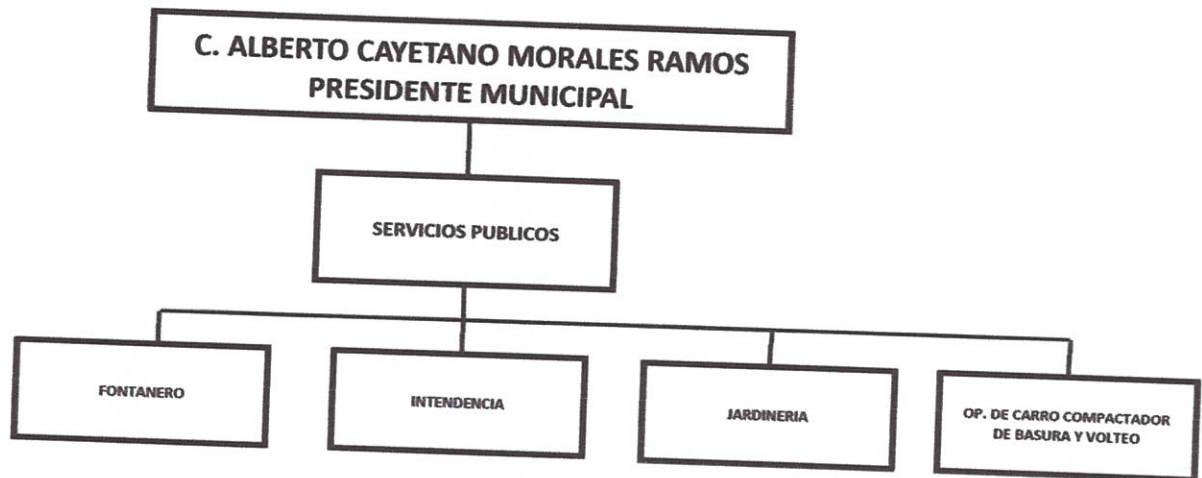 C. ALBERTO CAYETANO MORALES RAMOS
PRESIDENTE MUNICIPAL
SERVICIOS PUBLICOS
FONTANERO
INTENDENCIA
JARDINERIA
OP. DE CARRO COMPACTADOR
DE BASURA Y VOLTEO